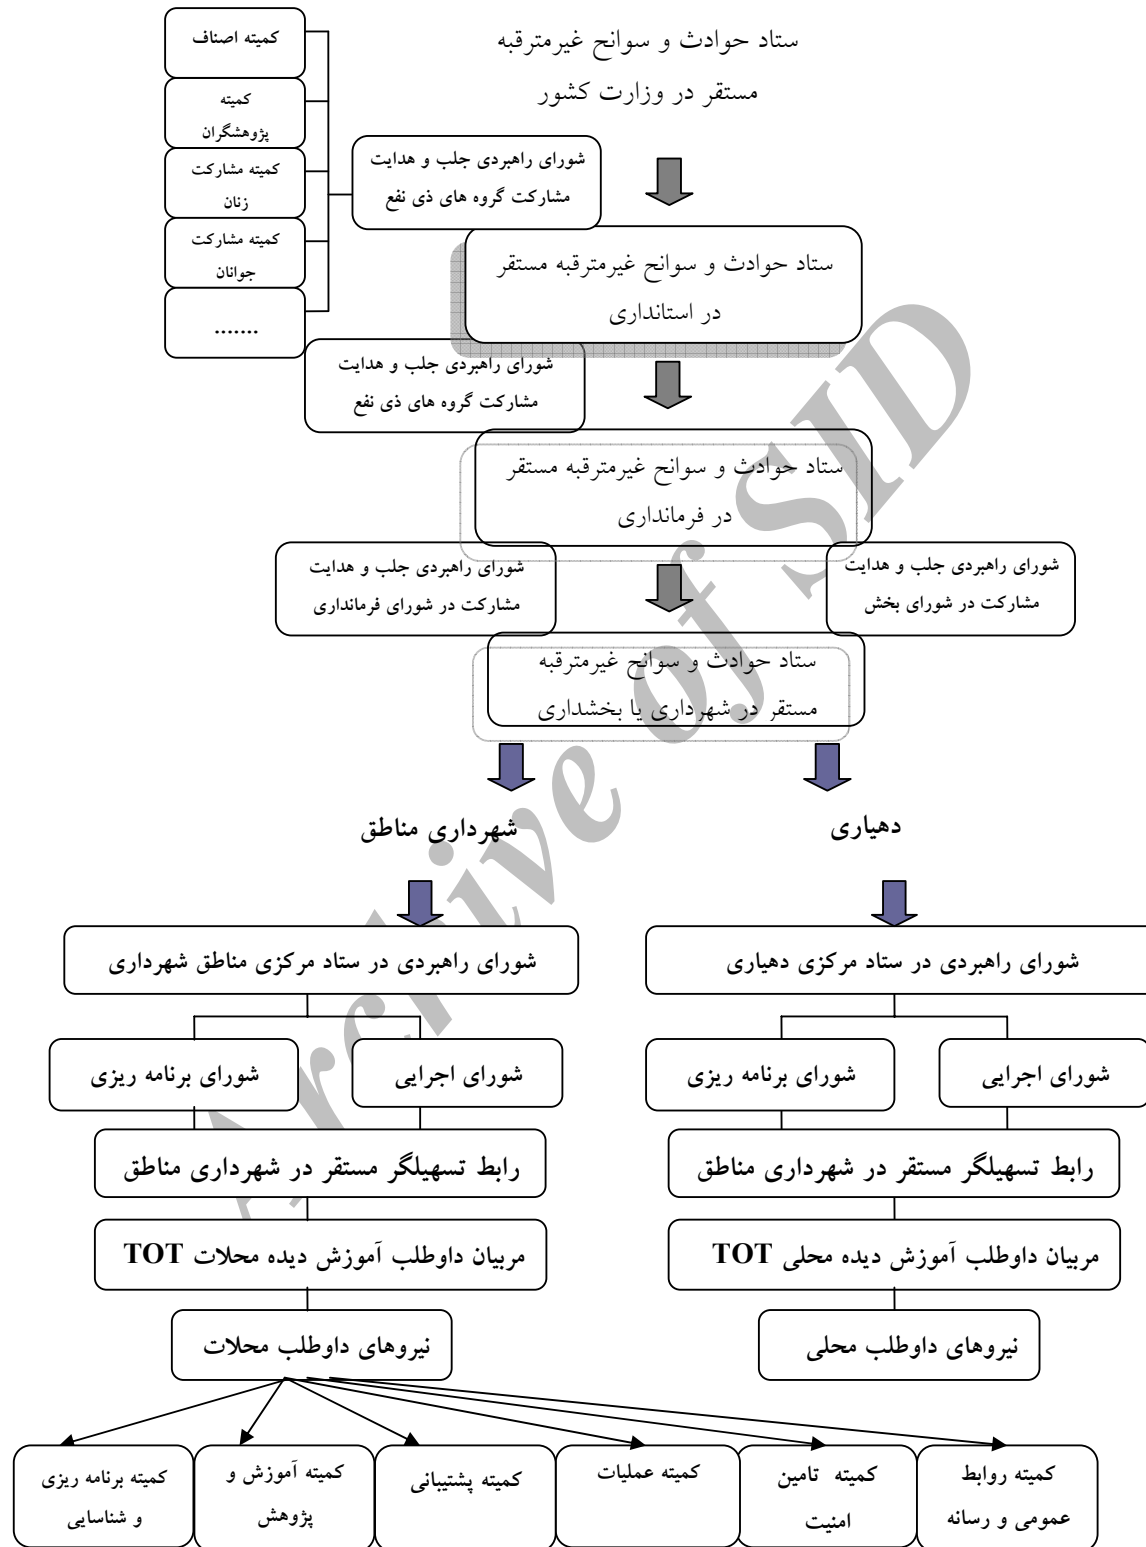 ستاد حوادث و سوانح غیرمترقبه
مستقر در وزارت کشور
کمیته اصناف
کمیته
پژوهشگران
کمیته مشارکت
زنان
کمیته مشارکت
جوانان
.......
شورای راهبردی جلب و هدایت
مشارکت گروه های ذی نفع
ستاد حوادث و سوانح غیرمترقبه مستقر
در استانداری
شورای راهبردی جلب و هدایت
مشارکت گروه های ذی نفع
ستاد حوادث و سوانح غیرمترقبه مستقر
در فرمانداری
شورای راهبردی جلب و هدایت
مشارکت در شورای بخش
شورای راهبردی جلب و هدایت
مشارکت در شورای فرمانداری
ستاد حوادث و سوانح غیرمترقبه
مستقر در شهرداری یا بخشداری
دهیاری
شهرداری مناطق
شورای راهبردی در ستاد مرکزی دهیاری
شورای راهبردی در ستاد مرکزی مناطق شهرداری
شورای اجرایی
شورای برنامه ریزی
شورای اجرایی
شورای برنامه ریزی
رابط تسهیلگر مستقر در شهرداری مناطق
رابط تسهیلگر مستقر در شهرداری مناطق
مربیان داوطلب آموزش دیده محلی TOT
مربیان داوطلب آموزش دیده محلات TOT
نیروهای داوطلب محلی
نیروهای داوطلب محلات
کمیته روابط
عمومی و رسانه
کمیته تامین
امنیت
کمیته عملیات
کمیته پشتیبانی
کمیته آموزش و
پژوهش
کمیته برنامه ریزی
و شناسایی
Archive of SID